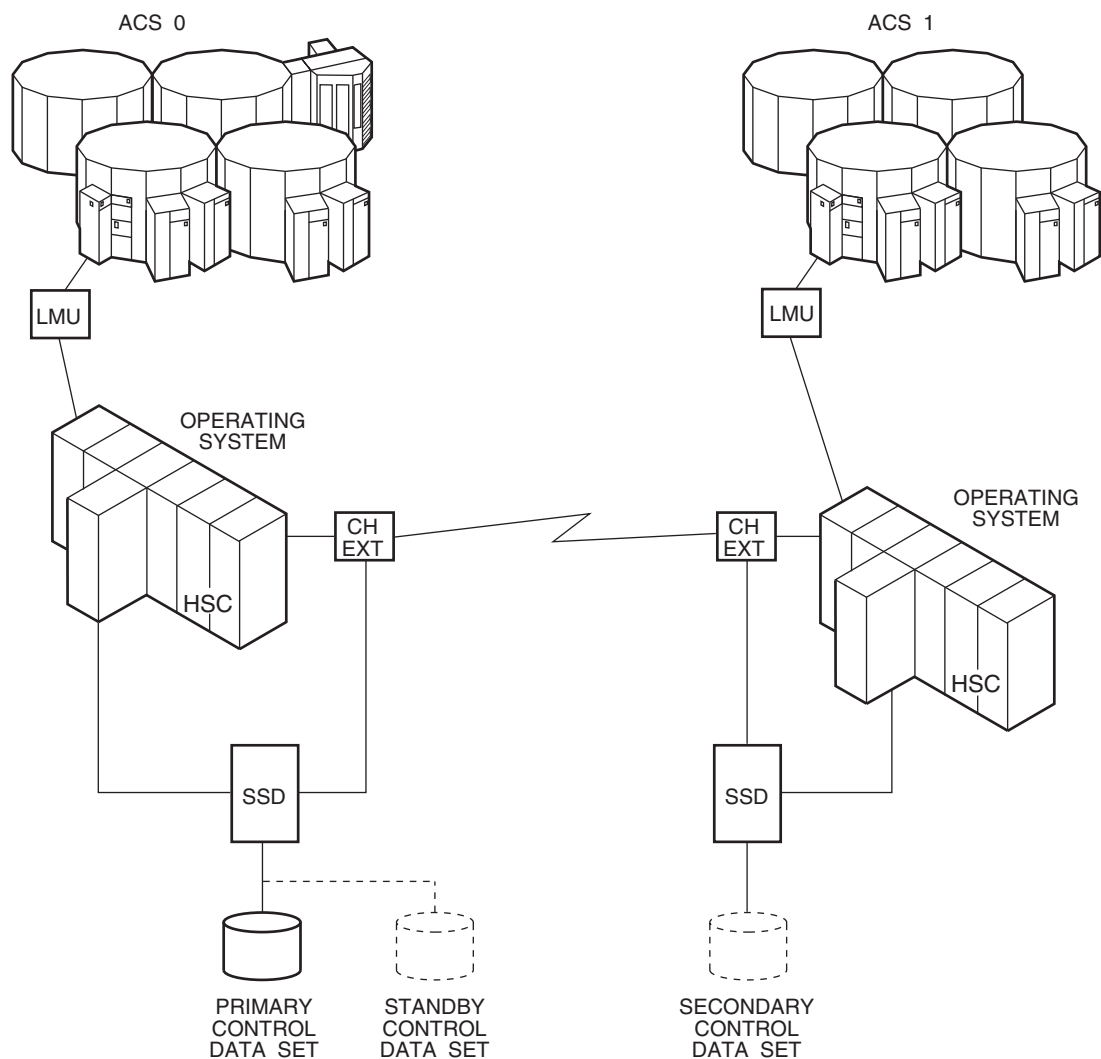 ACS 0
ACS 1
LMU
LMU
OPERATING
SYSTEM
OPERATING
SYSTEM
CH
EXT
CH
EXT
HSC
HSC
SSD
SSD
PRIMARY
CONTROL
DATA SET
STANDBY
CONTROL
DATA SET
SECONDARY
CONTROL
DATA SET